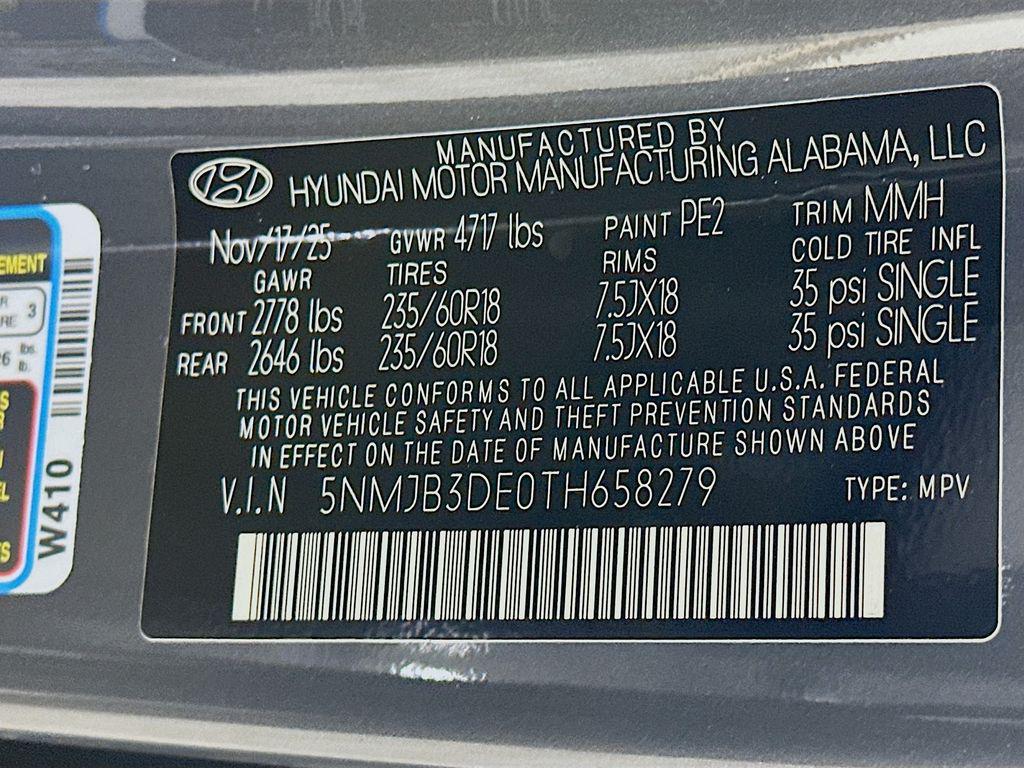 MANUFACTURED BY
HYUNDAI MOTOR MANUFACTURING ALABAMA, LLC
Nov/17/25 GVWR 4717 lbs PAINT PE2 TRIM MMH
GAWR TIRES RIMS COLD TIRE INFL
FRONT 2778 lbs 235/60R18 7.5JX18 35 psi SINGLE
REAR 2646 lbs 235/60R18 7.5JX18 35 psi SINGLE
THIS VEHICLE CONFORMS TO ALL APPLICABLE U.S.A. FEDERAL
MOTOR VEHICLE SAFETY AND THEFT PREVENTION STANDARDS
IN EFFECT ON THE DATE OF MANUFACTURE SHOWN ABOVE
V.I.N 5NMJB3DE0TH658279 TYPE: MPV
3
lbs.
lb.
W410